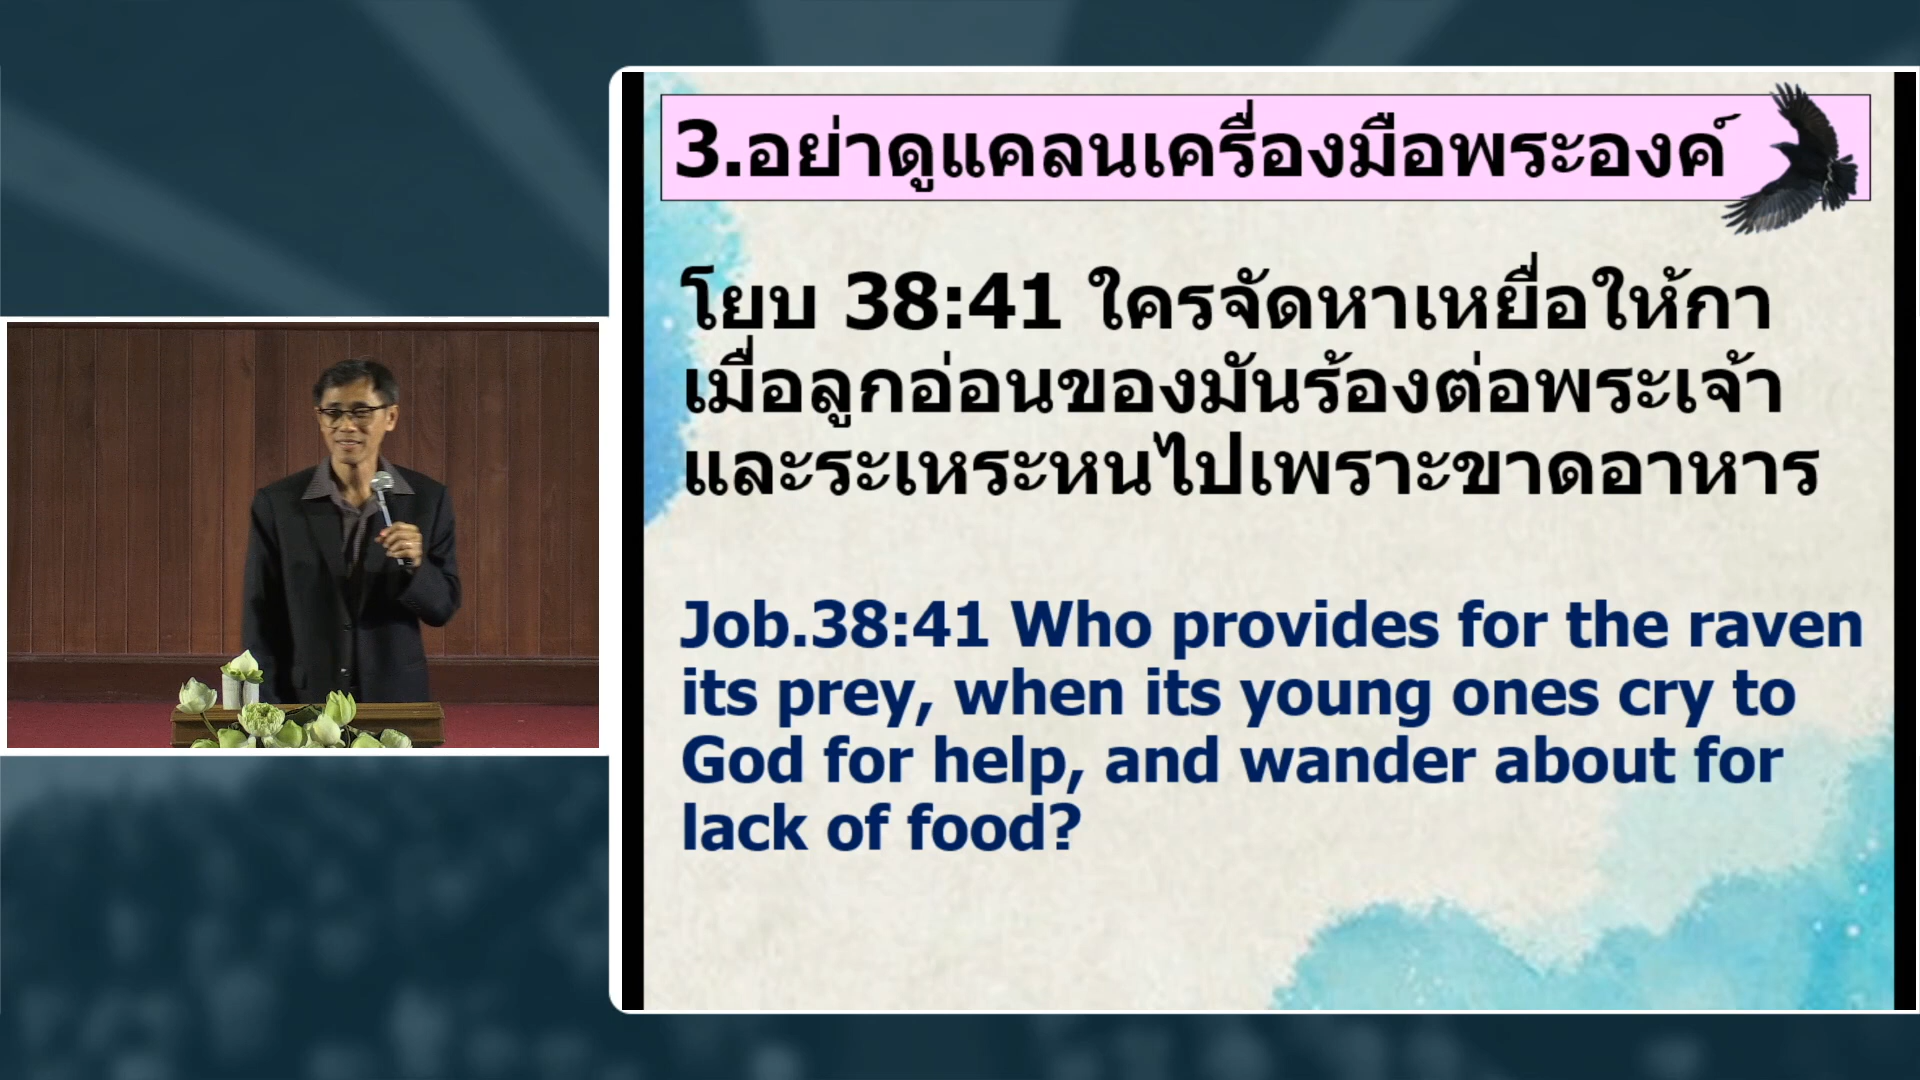 3.อย่าดูแคลนเครื่องมือพระองค์
โยบ 38:41 ใครจัดหาเหยื่อให้กา
เมื่อลูกอ่อนของมันร้องต่อพระเจ้า
และระเหระหนไปเพราะขาดอาหาร
Job.38:41 Who provides for the raven
its prey, when its young ones cry to
God for help, and wander about for
lack of food?